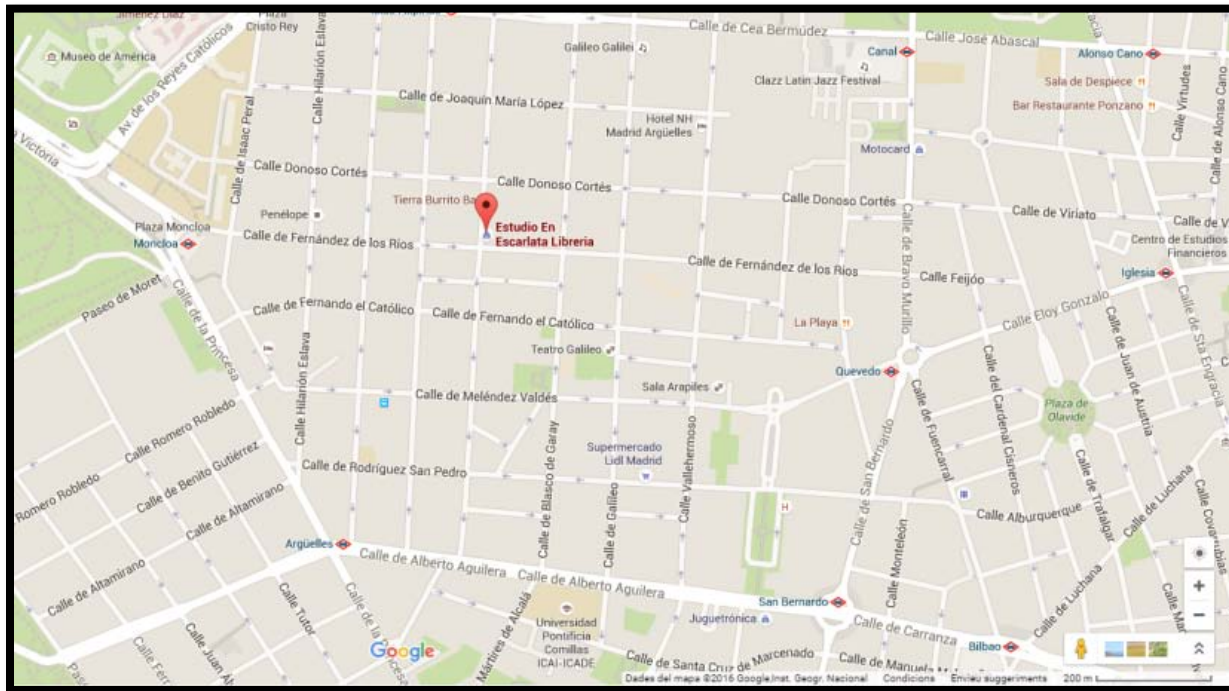 Jiménez Díaz
Plaza
Cristo Rey
Museo de América
Av. de los Reyes Católicos
Calle Hilarión Eslava
Galileo Galilei
Calle de Cea Bermúdez
Canal
Calle José Abascal
Alonso Cano
Clazz Latin Jazz Festival
Sala de Despiece
Bar Restaurante Ponzano
Calle Virtudes
Calle de Alonso Cano
Calle de Joaquín María López
Hotel NH
Madrid Argüelles
Motocard
Victoria
Calle de Isaac Peral
Calle Donoso Cortés
Calle Donoso Cortés
Calle Donoso Cortés
Calle de Viriato
Calle de V
Tierra Burrito Ba
Penélope
Estudio En
Escarlata Libreria
Plaza Moncloa
Moncloa
Calle de Fernández de los Ríos
Calle de Fernández de los Ríos
Calle Feijóo
Calle de Bravo Murillo
Centro de Estudios
Financieros
Iglesia
Paseo de Moret
Calle de la Princesa
Calle de Fernando el Católico
Calle de Fernando el Católico
La Playa
Calle Eloy Gonzalo
Calle de Sta Engracia
Teatro Galileo
Quevedo
Calle Hilarión Eslava
Calle de Meléndez Valdés
Sala Arapiles
Calle de Fuencarral
Calle del Cardenal Cisneros
Plaza de
Olavide
Calle de Juan de Austria
Calle Romero Robledo
Romero Robledo
Calle de Benito Gutiérrez
Calle de Altamirano
Calle de Altamirano
Calle de Rodríguez San Pedro
Calle de Blasco de Garay
Calle de Galileo
Supermercado
Lidl Madrid
Calle Vallehermoso
H
Calle de San Bernardo
Calle Monteleón
Calle Alburquerque
Calle de Trafalgar
Calle de Luchana
Calle de Luchana
Calle Covarrubias
Argüelles
Calle de Alberto Aguilera
Calle de Alberto Aguilera
San Bernardo
Calle de Carranza
Bilbao
Calle Tutor
Calle de la Princesa
Mártires de Alcalá
Universidad
Pontificia
Comillas
ICAI-ICADE
Juguetrónica
Calle de Santa Cruz de Marcenado
Calle de Manuela
Google
Dades del mapa ©2016 Google, Inst. Geogr. Nacional Condicions Envieu suggeriments 200 m